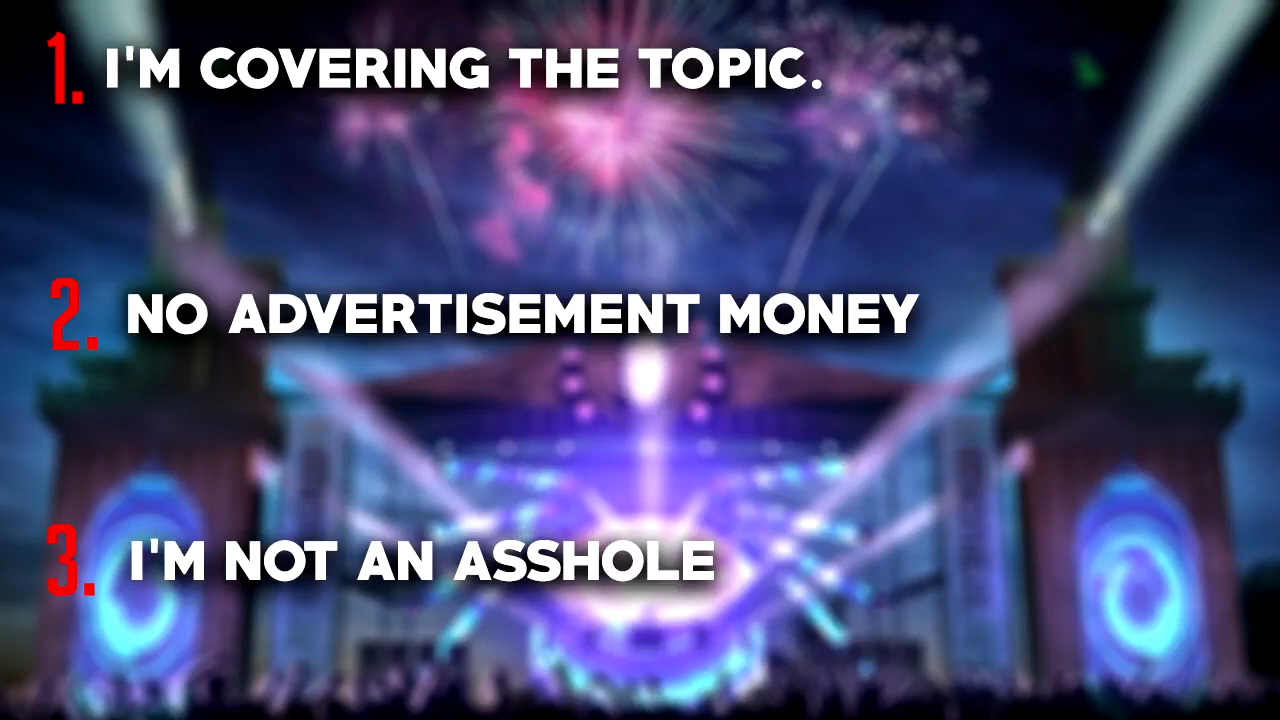 1. I'M COVERING THE TOPIC.
2. NO ADVERTISEMENT MONEY
3. I'M NOT AN ASSHOLE